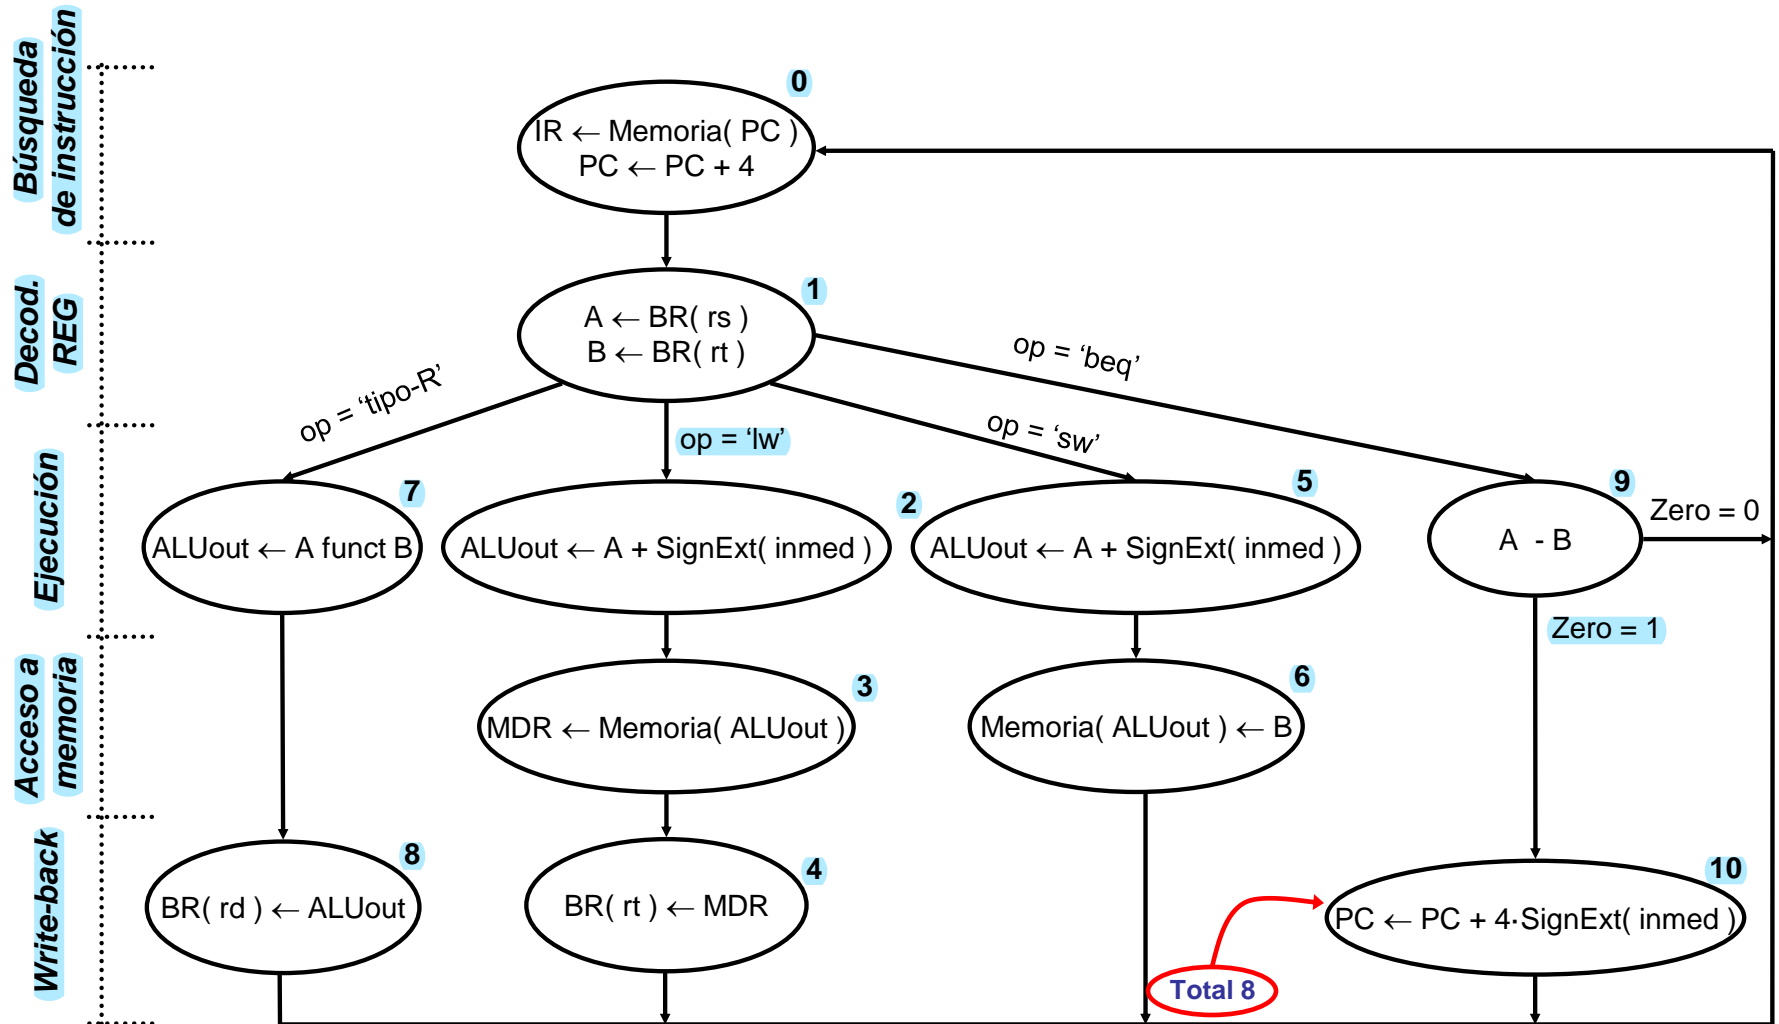 Búsqueda
de instrucción
0
IR ← Memoria( PC )
PC ← PC + 4
Decod.
REG
1
A ← BR( rs )
B ← BR( rt )
op = ‘tipo-R’
op = ‘lw’
op = ‘sw’
op = ‘beq’
Ejecución
7
ALUout ← A funct B
2
ALUout ← A + SignExt( inmed )
5
ALUout ← A + SignExt( inmed )
9
A - B
Zero = 0
Zero = 1
Acceso a
memoria
3
MDR ← Memoria( ALUout )
6
Memoria( ALUout ) ← B
Write-back
8
BR( rd ) ← ALUout
4
BR( rt ) ← MDR
10
PC ← PC + 4·SignExt( inmed )
Total 8